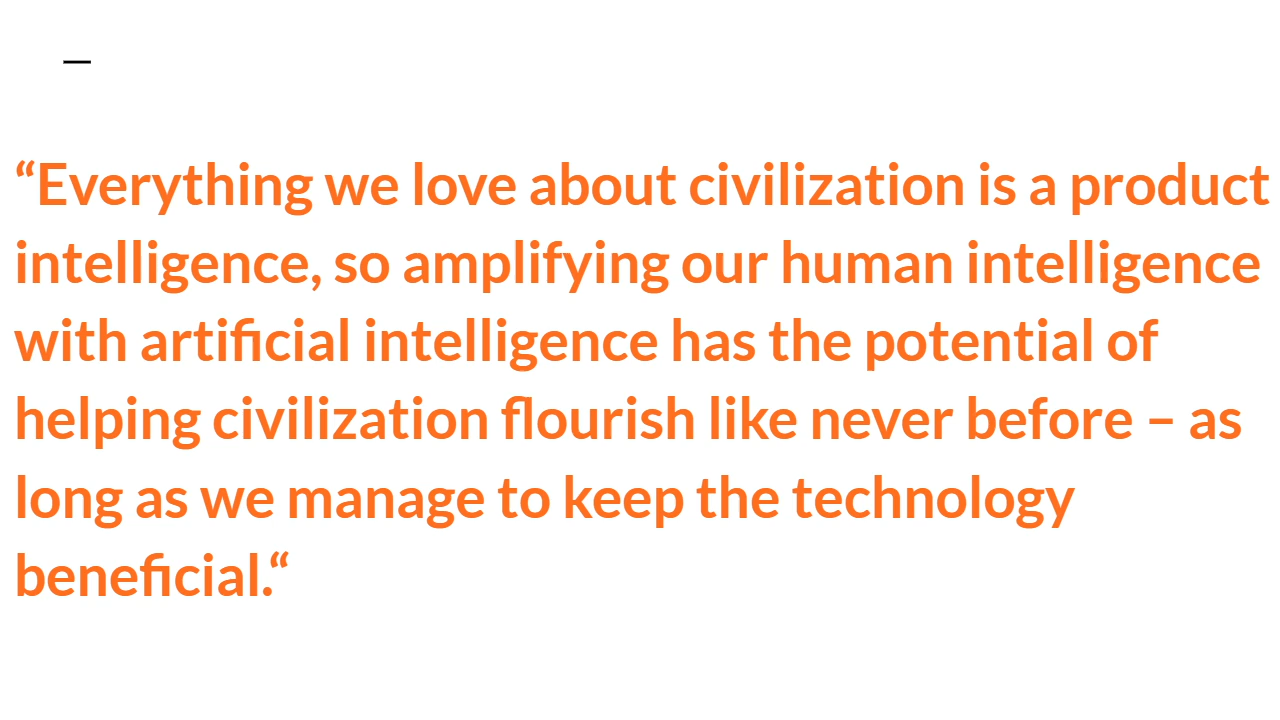 “Everything we love about civilization is a product
intelligence, so amplifying our human intelligence
with artificial intelligence has the potential of
helping civilization flourish like never before – as
long as we manage to keep the technology
beneficial.“